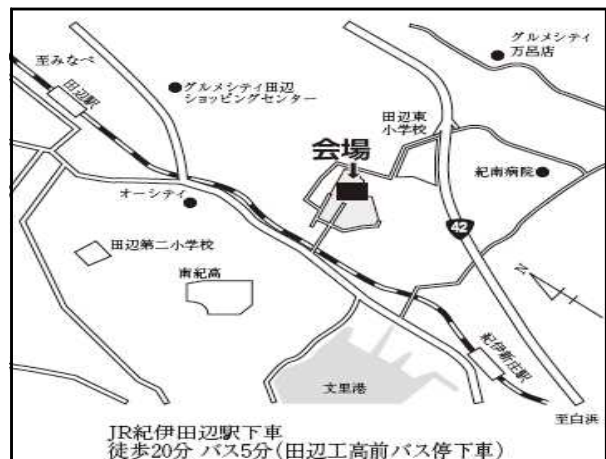 グルメシティ
万呂店
至みなべ
田辺駅
グルメシティ田辺
ショッピングセンター
田辺東
小学校
会場
紀南病院
オーシティ
42
田辺第二小学校
南紀高
N
紀伊新庄駅
文里港
至白浜
JR紀伊田辺駅下車
徒歩20分 バス5分(田辺工高前バス停下車)